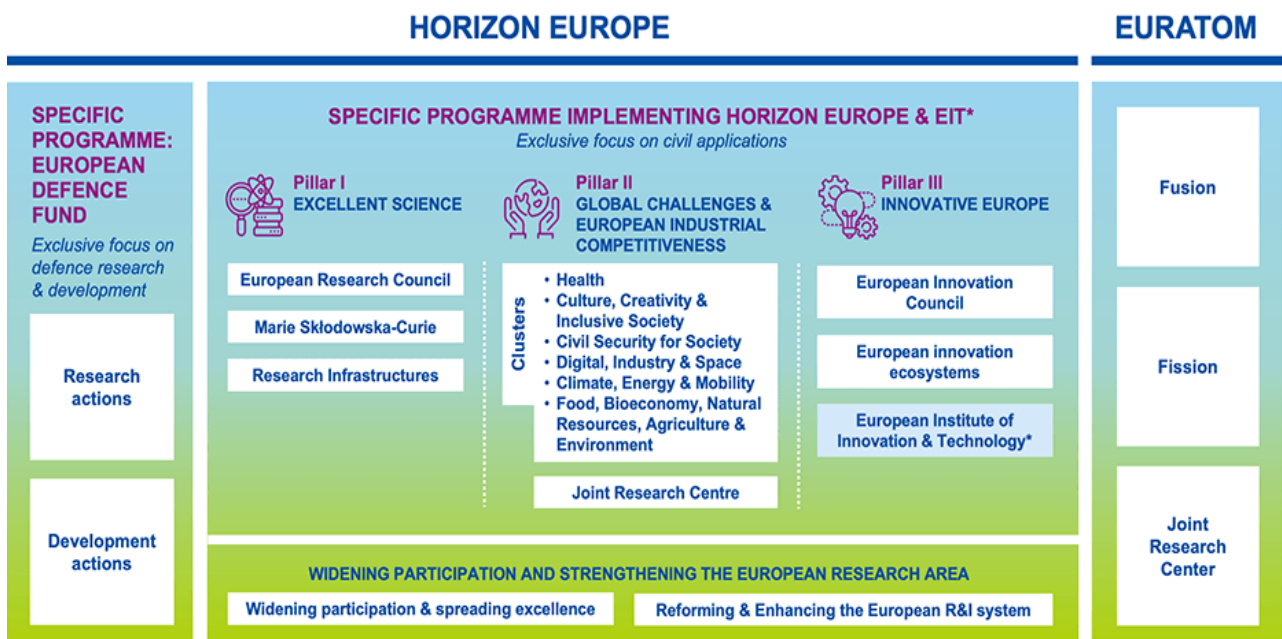 HORIZON EUROPE
EURATOM
SPECIFIC
PROGRAMME:
EUROPEAN
DEFENCE
FUND
Exclusive focus on
defence research
& development
Research
actions
Development
actions
SPECIFIC PROGRAMME IMPLEMENTING HORIZON EUROPE & EIT*
Exclusive focus on civil applications
Pillar I
EXCELLENT SCIENCE
European Research Council
Marie Skłodowska-Curie
Research Infrastructures
Pillar II
GLOBAL CHALLENGES &
EUROPEAN INDUSTRIAL
COMPETITIVENESS
Clusters
• Health
• Culture, Creativity &
Inclusive Society
• Civil Security for Society
• Digital, Industry & Space
• Climate, Energy & Mobility
• Food, Bioeconomy, Natural
Resources, Agriculture &
Environment
Joint Research Centre
Pillar III
INNOVATIVE EUROPE
European Innovation
Council
European innovation
ecosystems
European Institute of
Innovation & Technology*
WIDENING PARTICIPATION AND STRENGTHENING THE EUROPEAN RESEARCH AREA
Widening participation & spreading excellence
Reforming & Enhancing the European R&I system
Fusion
Fission
Joint
Research
Center